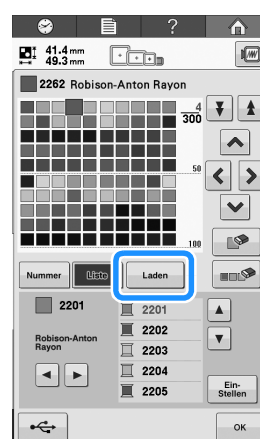 ?
41.4 mm
49.3 mm
2262 Robison-Anton Rayon
4
300
50
100
Nummer Liste Laden
2201 2201
2202
Robison-Anton
Rayon
2203
2204
2205
Ein-
Stellen
OK